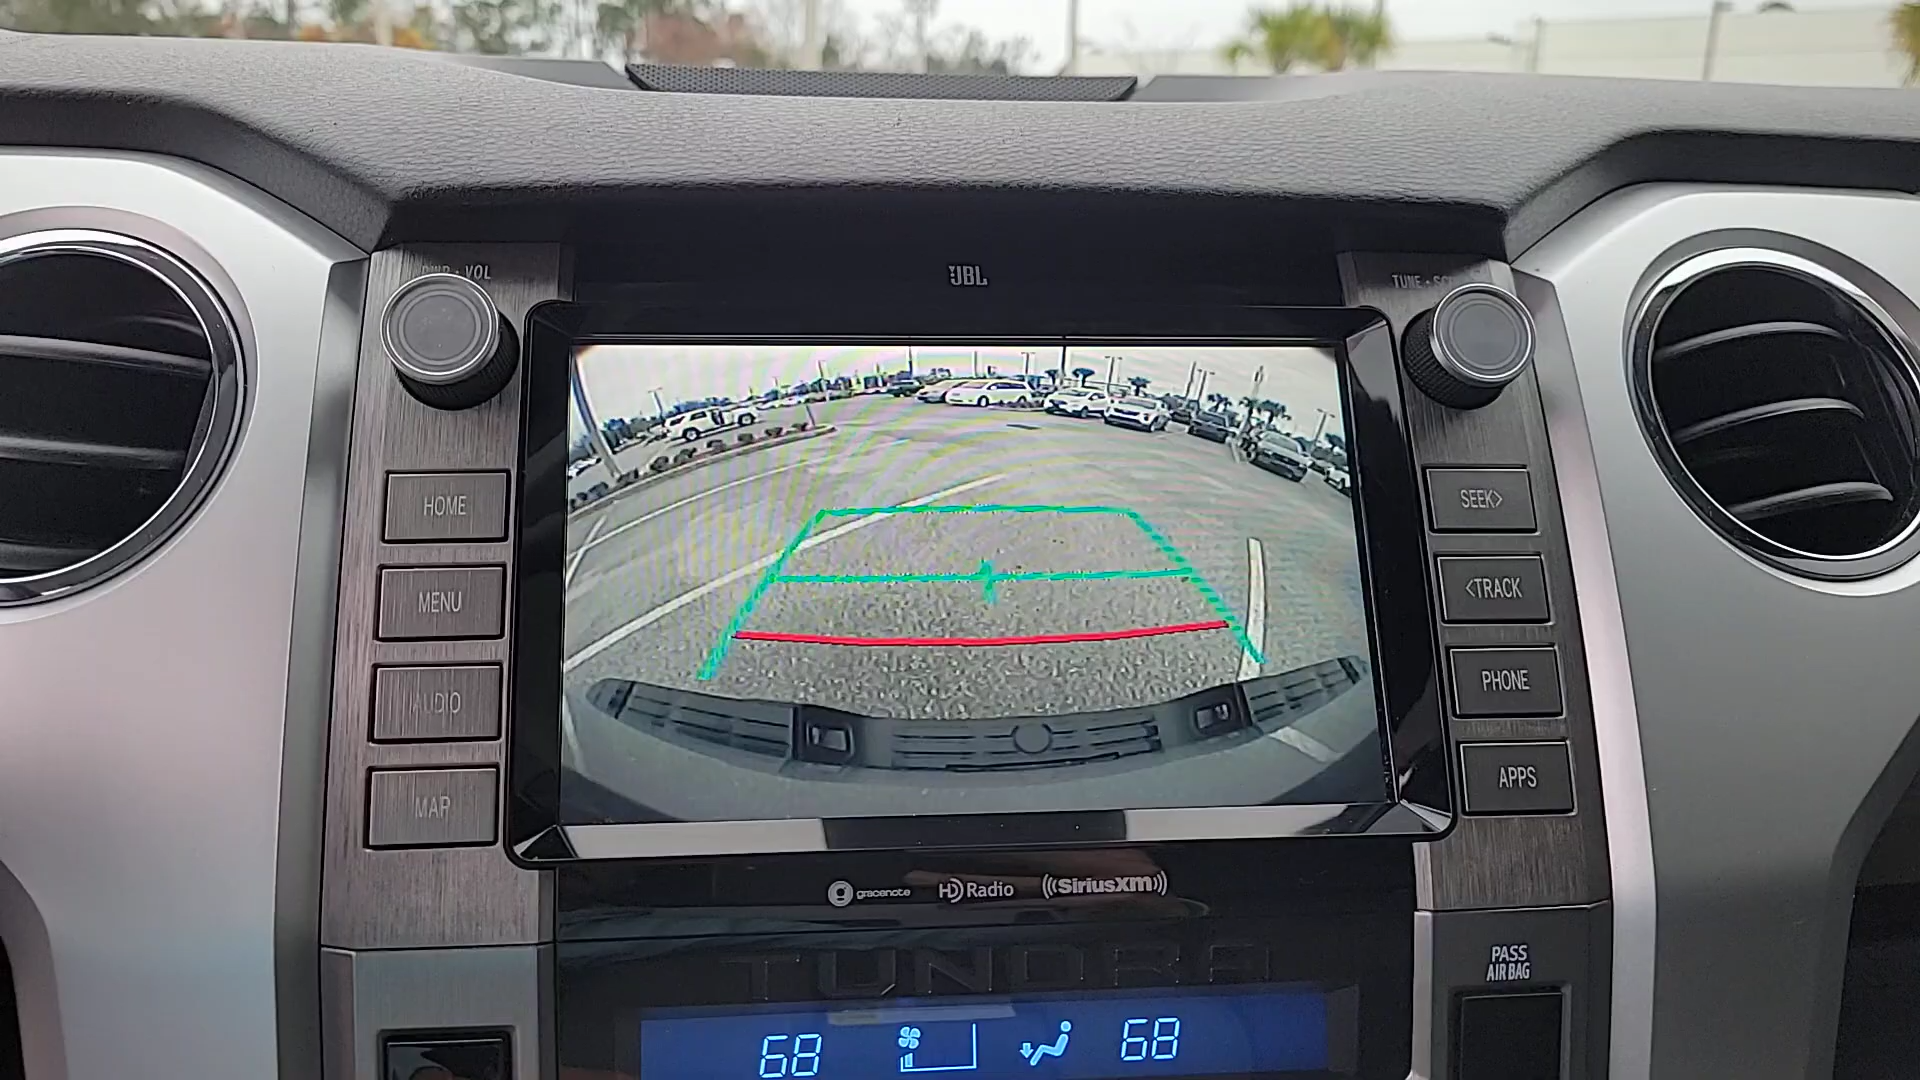 PWR • VOL
JBL
TUNE •
HOME
SEEK>
MENU
<TRACK
AUDIO
PHONE
MAP
APPS
gracenote HD Radio ((SiriusXM))
TUNDRA
PASS
AIR BAG
68 68